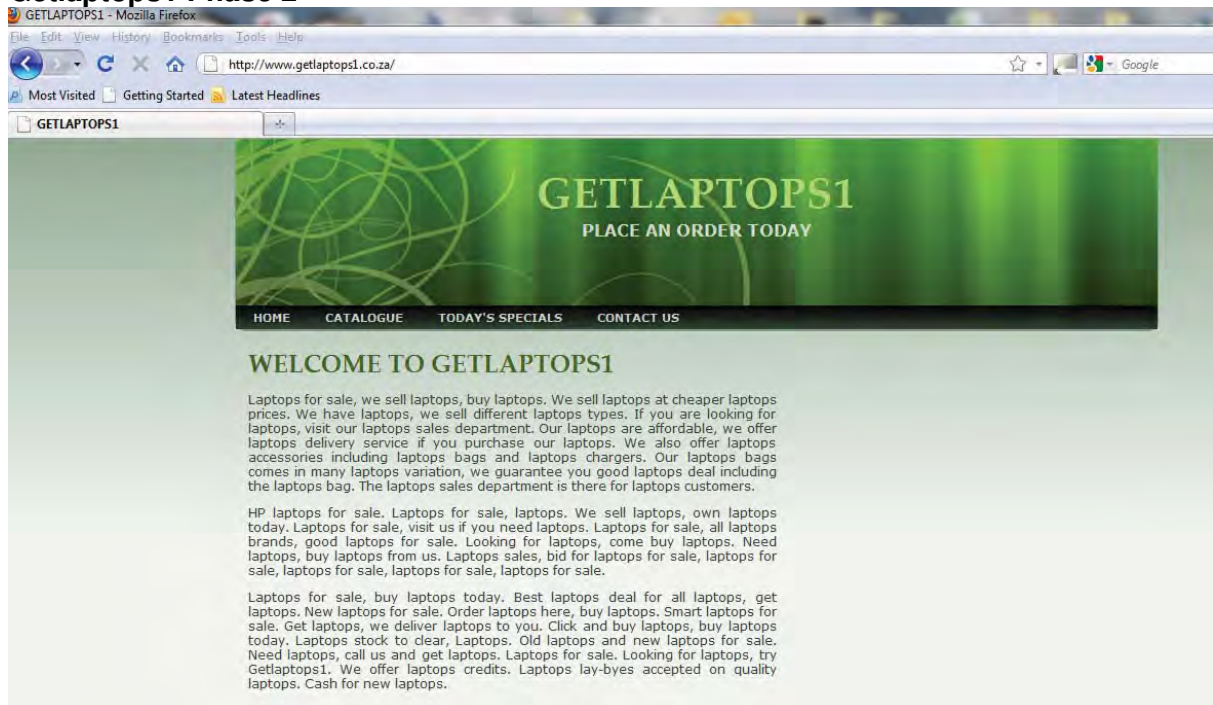 Getlaptops1 Phase 2
GETLAPTOPS1 - Mozilla Firefox
File Edit View History Bookmarks Tools Help
http://www.getlaptops1.co.za/
Google
Most Visited Getting Started Latest Headlines
GETLAPTOPS1
GETLAPTOPS1
PLACE AN ORDER TODAY
HOME CATALOGUE TODAY'S SPECIALS CONTACT US
WELCOME TO GETLAPTOPS1
Laptops for sale, we sell laptops, buy laptops. We sell laptops at cheaper laptops
prices. We have laptops, we sell different laptops types. If you are looking for
laptops, visit our laptops sales department. Our laptops are affordable, we offer
laptops delivery service if you purchase our laptops. We also offer laptops
accessories including laptops bags and laptops chargers. Our laptops bags
comes in many laptops variation, we guarantee you good laptops deal including
the laptops bag. The laptops sales department is there for laptops customers.
HP laptops for sale. Laptops for sale, laptops. We sell laptops, own laptops
today. Laptops for sale, visit us if you need laptops. Laptops for sale, all laptops
brands, good laptops for sale. Looking for laptops, come buy laptops. Need
laptops, buy laptops from us. Laptops sales, bid for laptops for sale, laptops for
sale, laptops for sale, laptops for sale, laptops for sale.
Laptops for sale, buy laptops today. Best laptops deal for all laptops, get
laptops. New laptops for sale. Order laptops here, buy laptops. Smart laptops for
sale. Get laptops, we deliver laptops to you. Click and buy laptops, buy laptops
today. Laptops stock to clear, Laptops. Old laptops and new laptops for sale.
Need laptops, call us and get laptops. Laptops for sale. Looking for laptops, try
Getlaptops1. We offer laptops credits. Laptops lay-byes accepted on quality
laptops. Cash for new laptops.